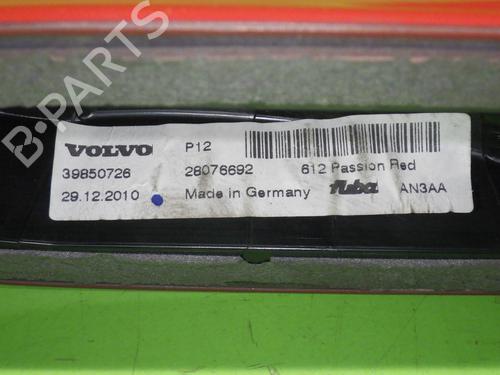 B-PARTS
VOLVO P12
39850726 28076692 612 Passion Red
29.12.2010 Made in Germany fuba AN3AA